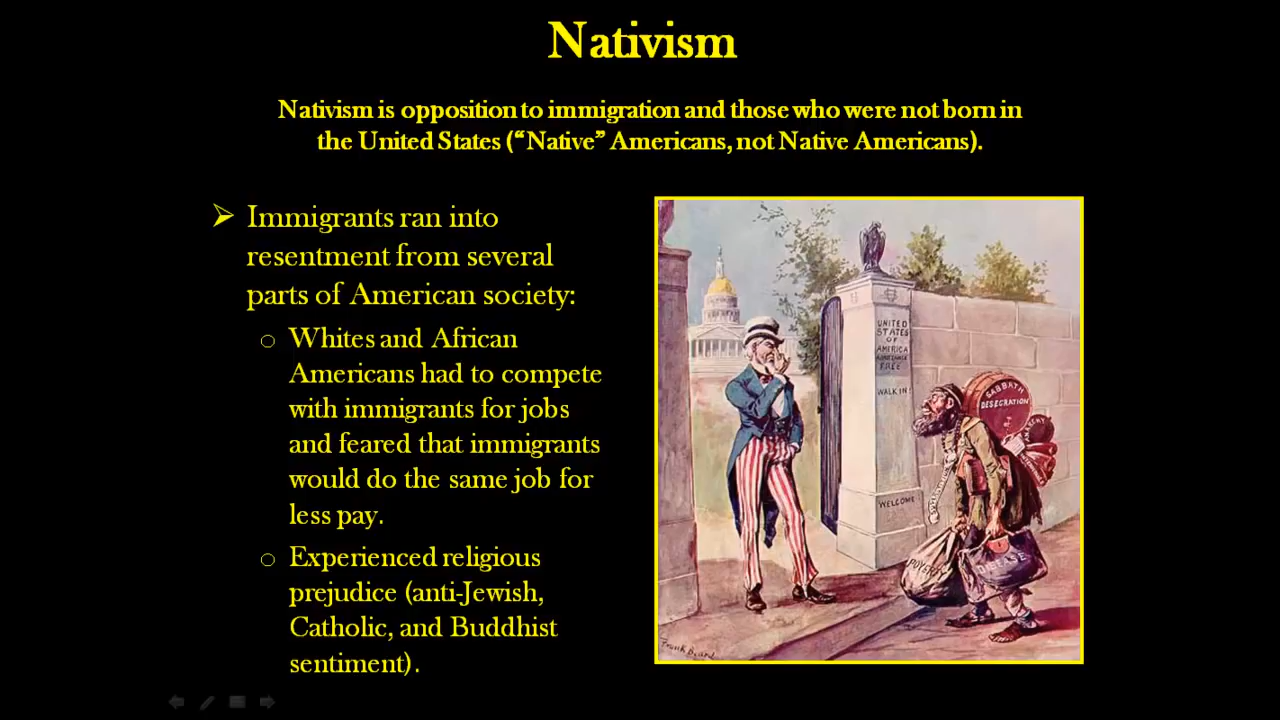 Nativism
Nativism is opposition to immigration and those who were not born in
the United States (“Native” Americans, not Native Americans).
➢ Immigrants ran into
resentment from several
parts of American society:
o Whites and African
Americans had to compete
with immigrants for jobs
and feared that immigrants
would do the same job for
less pay.
o Experienced religious
prejudice (anti-Jewish,
Catholic, and Buddhist
sentiment).
UNITED
STATES
OF
AMERICA
ADMITTANCE
FREE
WALK IN!
WELCOME
SABBATH
DESECRATION
POVERTY
DISEASE
Frank Beard